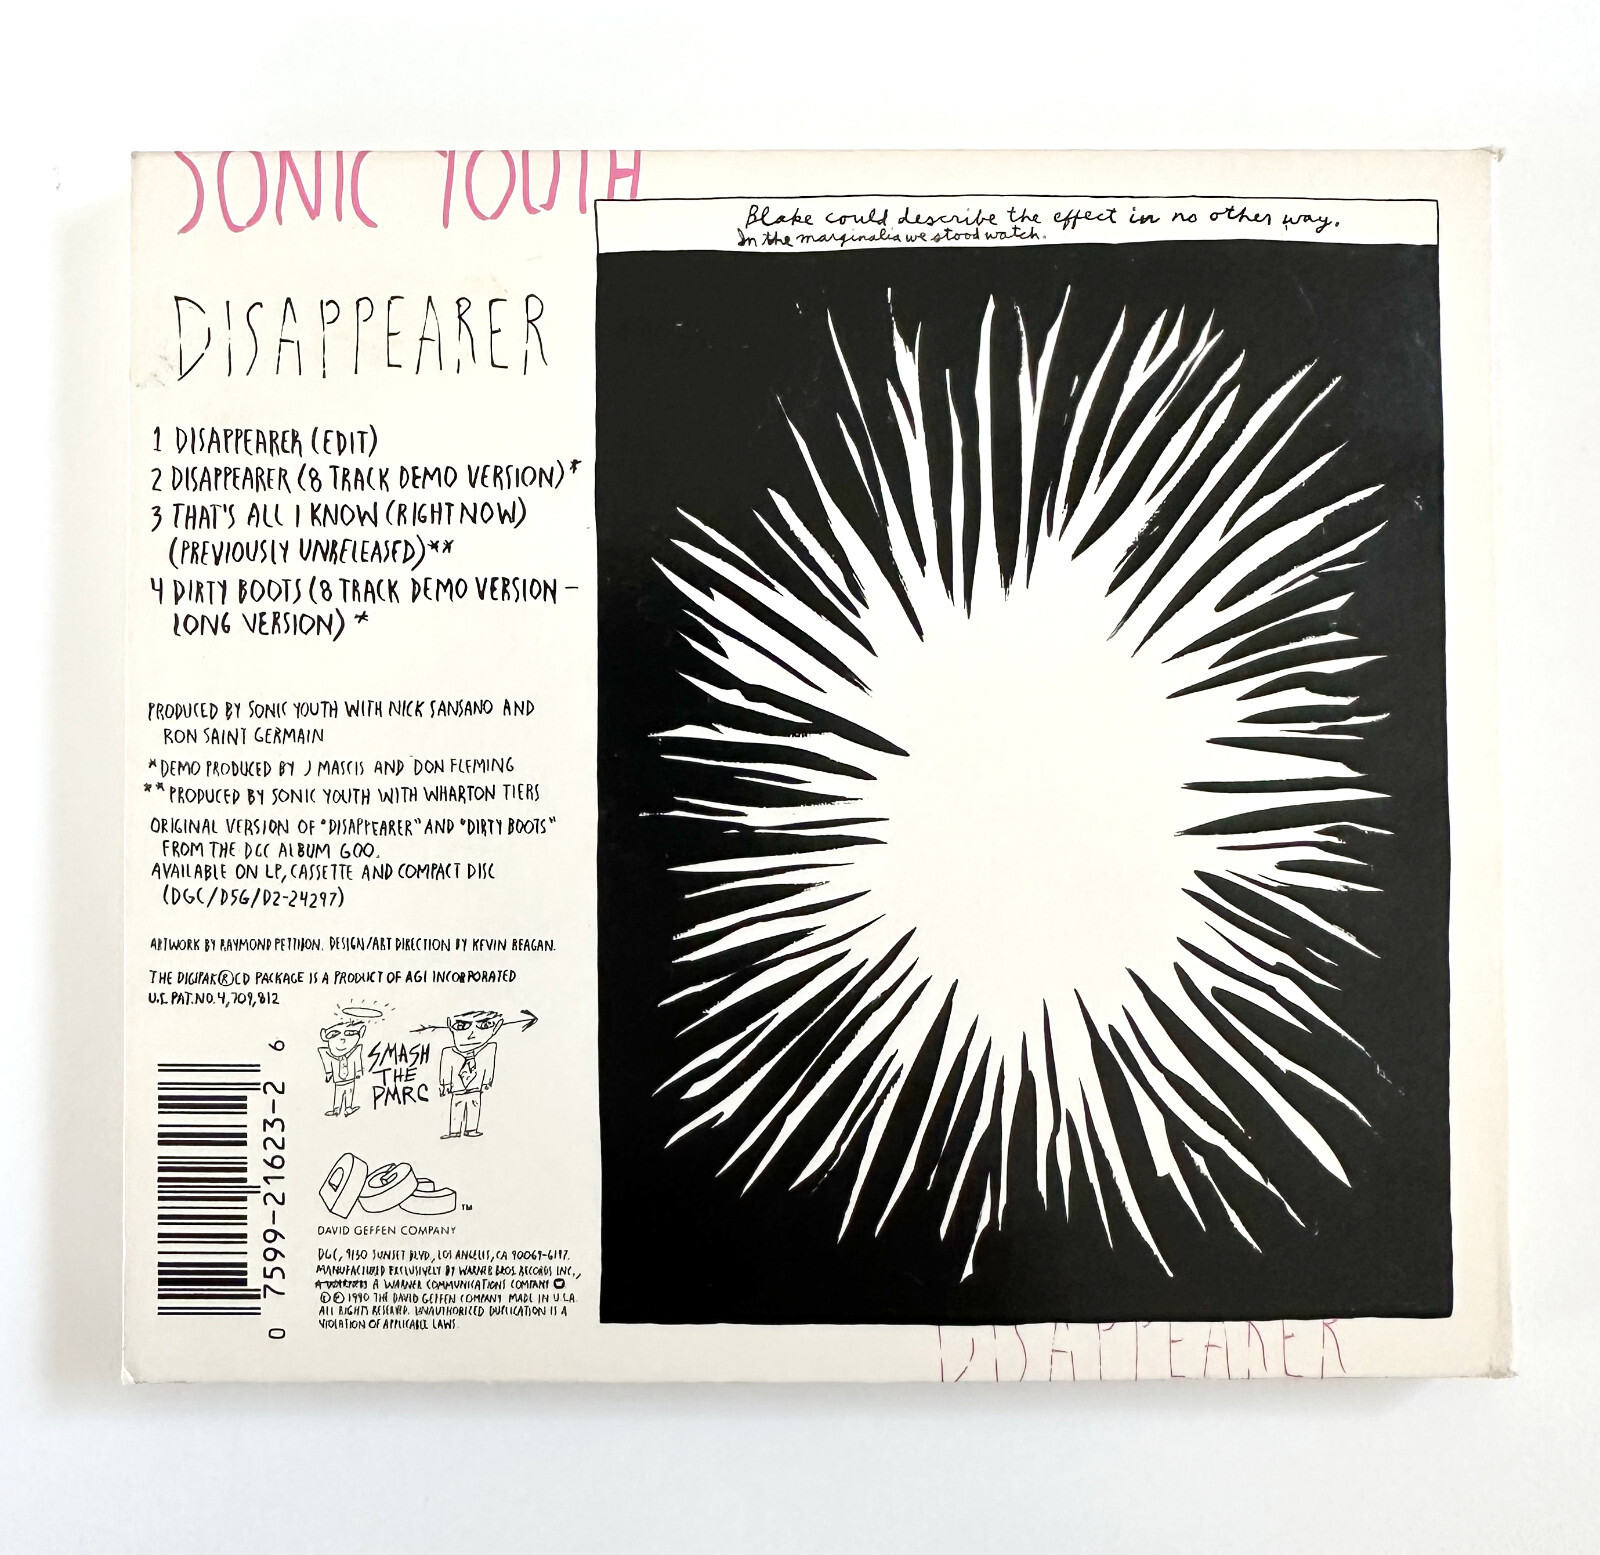 SONIC YOUTH
Blake could describe the effect in no other way.
In the marginalia we stood watch.
DISAPPEARER
1 DISAPPEARER (EDIT)
2 DISAPPEARER (8 TRACK DEMO VERSION)*
3 THAT'S ALL I KNOW (RIGHT NOW)
(PREVIOUSLY UNRELEASED)**
4 DIRTY BOOTS (8 TRACK DEMO VERSION –
LONG VERSION) *
PRODUCED BY SONIC YOUTH WITH NICK SANSANO AND
RON SAINT GERMAIN
*DEMO PRODUCED BY J MASCIS AND DON FLEMING
**PRODUCED BY SONIC YOUTH WITH WHARTON TIERS
ORIGINAL VERSION OF "DISAPPEARER" AND "DIRTY BOOTS"
FROM THE DGC ALBUM GOO.
AVAILABLE ON LP, CASSETTE AND COMPACT DISC
(DGC/DSG/D2-24297)
ARTWORK BY RAYMOND PETTIBON. DESIGN/ART DIRECTION BY KEVIN REAGAN.
THE DIGIPAK® CD PACKAGE IS A PRODUCT OF AGI INCORPORATED
U.S. PAT. NO. 4,709,812
SMASH
THE
PMRC
0 7599-21623-2 6
TM
DAVID GEFFEN COMPANY
DGC, 9130 SUNSET BLVD., LOS ANGELES, CA 90069-6197.
MANUFACTURED EXCLUSIVELY BY WARNER BROS. RECORDS INC.,
A WARNER COMMUNICATIONS COMPANY
Ⓒ Ⓟ 1990 THE DAVID GEFFEN COMPANY MADE IN U.S.A.
ALL RIGHTS RESERVED. UNAUTHORIZED DUPLICATION IS A
VIOLATION OF APPLICABLE LAWS.
DISAPPEARER